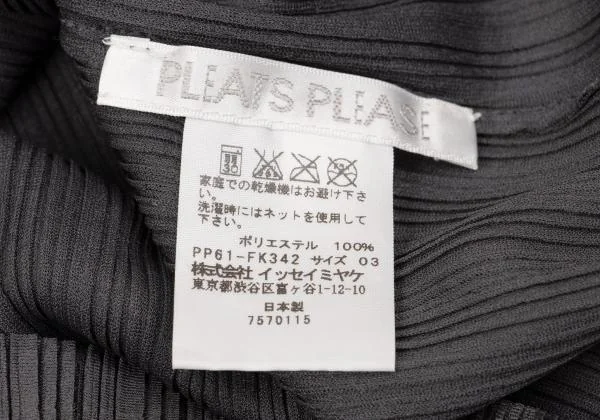 PLEATS PLEASE
30
家庭での乾燥機はお避け下さ
い。
洗濯時にはネットを使用して
下さい。
ポリエステル 100%
PP61-FK342 サイズ 03
株式会社 イッセイミヤケ
東京都渋谷区富ヶ谷1-12-10
日本製
7570115